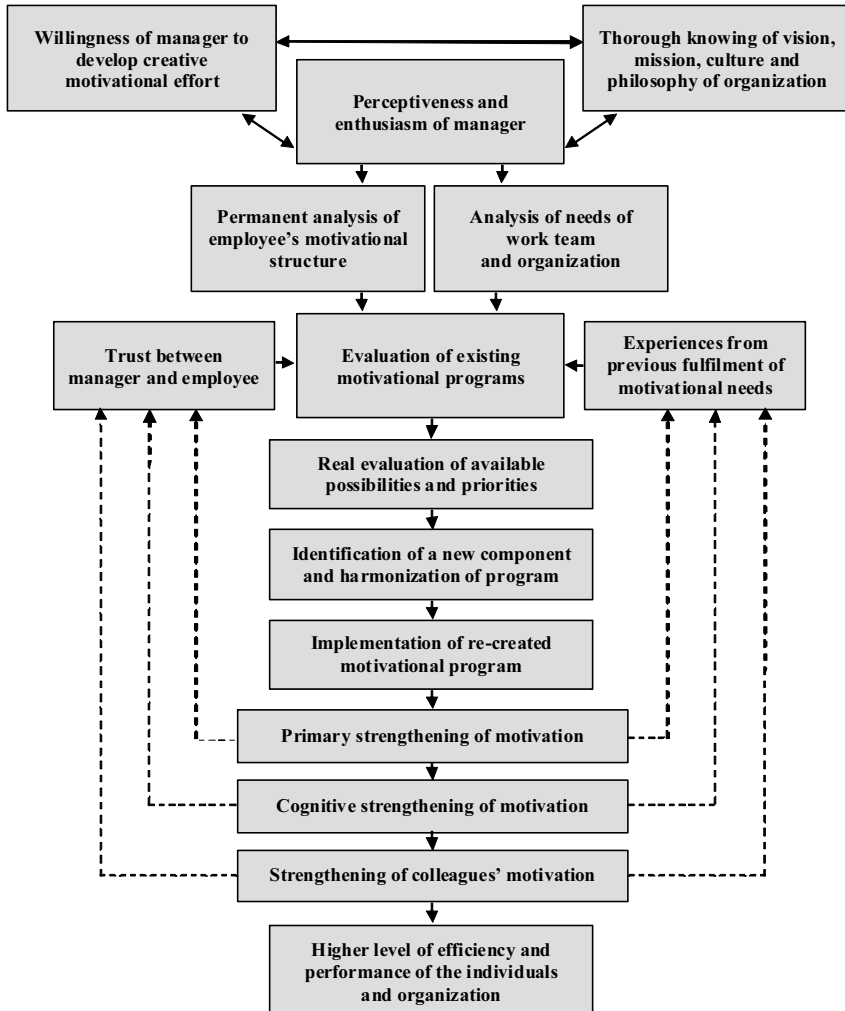 Willingness of manager to
develop creative
motivational effort
Thorough knowing of vision,
mission, culture and
philosophy of organization
Perceptiveness and
enthusiasm of manager
Permanent analysis of
employee’s motivational
structure
Analysis of needs of
work team
and organization
Trust between
manager and employee
Evaluation of existing
motivational programs
Experiences from
previous fulfilment of
motivational needs
Real evaluation of available
possibilities and priorities
Identification of a new component
and harmonization of program
Implementation of re-created
motivational program
Primary strengthening of motivation
Cognitive strengthening of motivation
Strengthening of colleagues’ motivation
Higher level of efficiency and
performance of the individuals
and organization